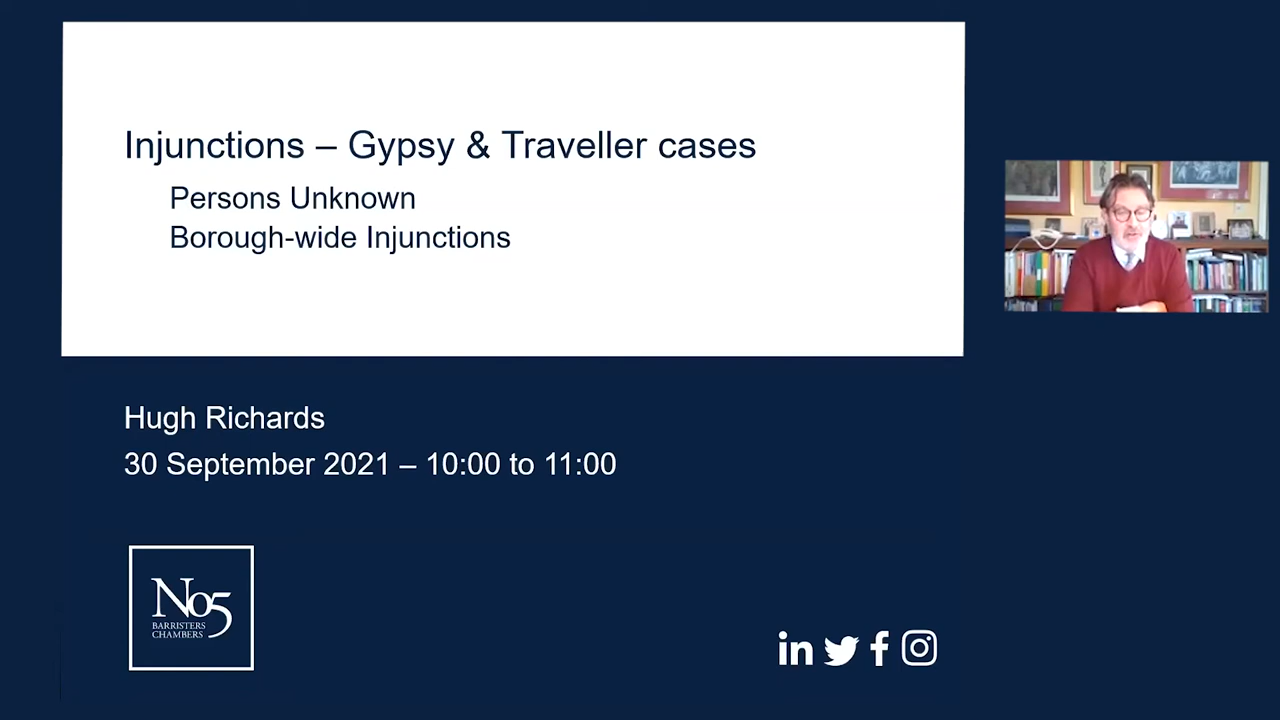 Injunctions – Gypsy & Traveller cases
Persons Unknown
Borough-wide Injunctions
Hugh Richards
30 September 2021 – 10:00 to 11:00
No5
BARRISTERS
CHAMBERS